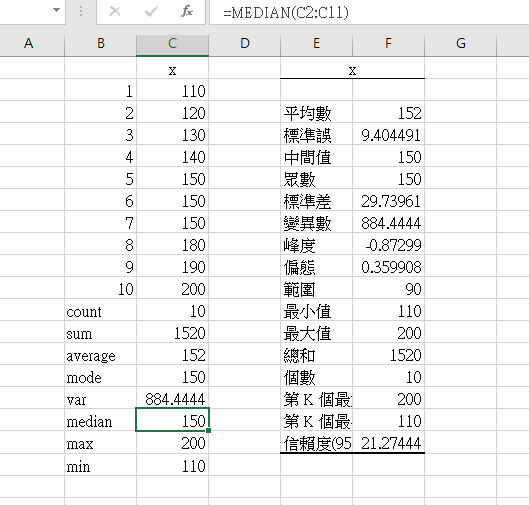 fx =MEDIAN(C2:C11)
A B C D E F G
x x
1 110
2 120 平均數 152
3 130 標準誤 9.404491
4 140 中間值 150
5 150 眾數 150
6 150 標準差 29.73961
7 150 變異數 884.4444
8 180 峰度 -0.87299
9 190 偏態 0.359908
10 200 範圍 90
count 10 最小值 110
sum 1520 最大值 200
average 152 總和 1520
mode 150 個數 10
var 884.4444 第 K 個最 200
median 150 第 K 個最 110
max 200 信賴度(95 21.27444
min 110